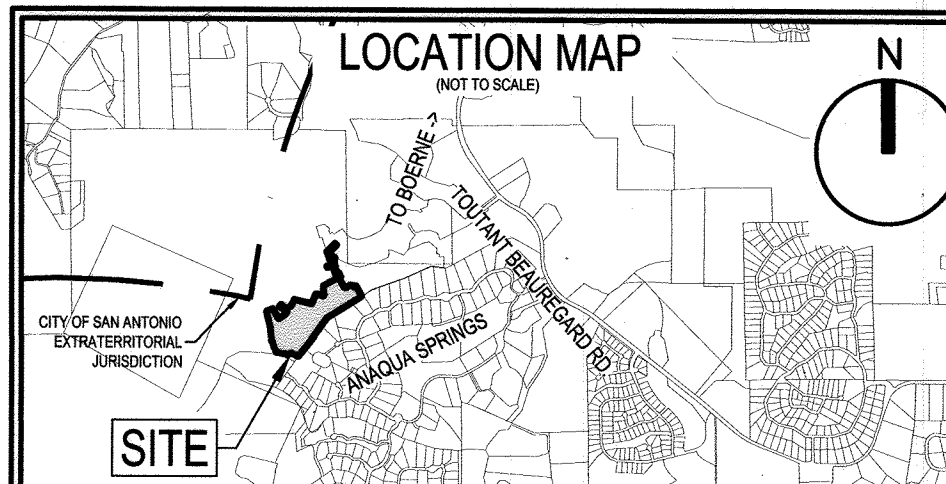 LOCATION MAP
(NOT TO SCALE)
N
TO BOERNE ->
TOUTANT BEAUREGARD RD.
CITY OF SAN ANTONIO
EXTRATERRITORIAL
JURISDICTION
ANAQUA SPRINGS
SITE